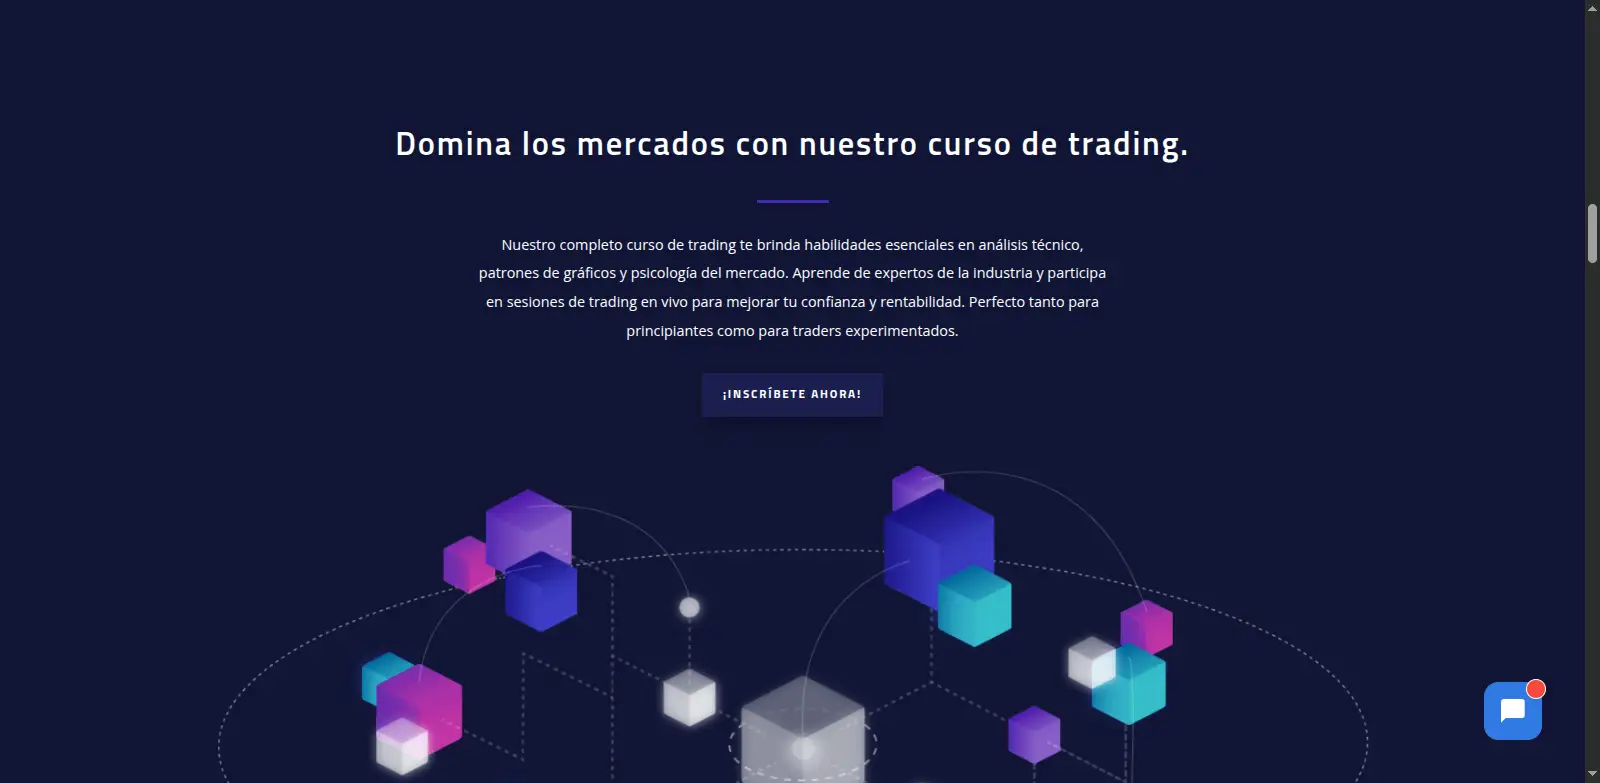 Domina los mercados con nuestro curso de trading.
Nuestro completo curso de trading te brinda habilidades esenciales en análisis técnico,
patrones de gráficos y psicología del mercado. Aprende de expertos de la industria y participa
en sesiones de trading en vivo para mejorar tu confianza y rentabilidad. Perfecto tanto para
principiantes como para traders experimentados.
¡INSCRÍBETE AHORA!